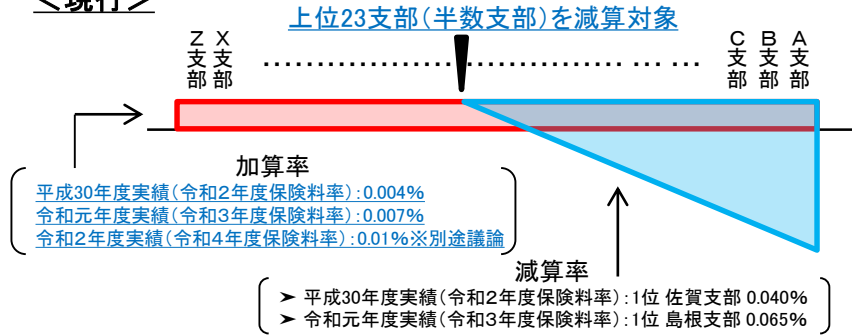 <現行>
上位23支部(半数支部)を減算対象
Z支部 X支部 ‥‥‥‥‥‥‥‥‥‥‥‥‥‥‥ … … C支部 B支部 A支部
加算率
平成30年度実績(令和2年度保険料率):0.004%
令和元年度実績(令和3年度保険料率):0.007%
令和2年度実績(令和4年度保険料率):0.01%※別途議論
減算率
➤ 平成30年度実績(令和2年度保険料率):1位 佐賀支部 0.040%
➤ 令和元年度実績(令和3年度保険料率):1位 島根支部 0.065%